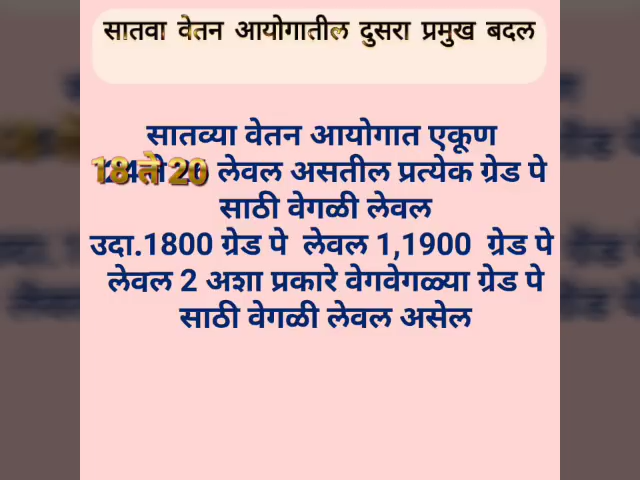 सातवा वेतन आयोगातील दुसरा प्रमुख बदल
सातव्या वेतन आयोगात एकूण
18 ते 20 लेवल असतील प्रत्येक ग्रेड पे
साठी वेगळी लेवल
उदा.1800 ग्रेड पे लेवल 1,1900 ग्रेड पे
लेवल 2 अशा प्रकारे वेगवेगळ्या ग्रेड पे
साठी वेगळी लेवल असेल